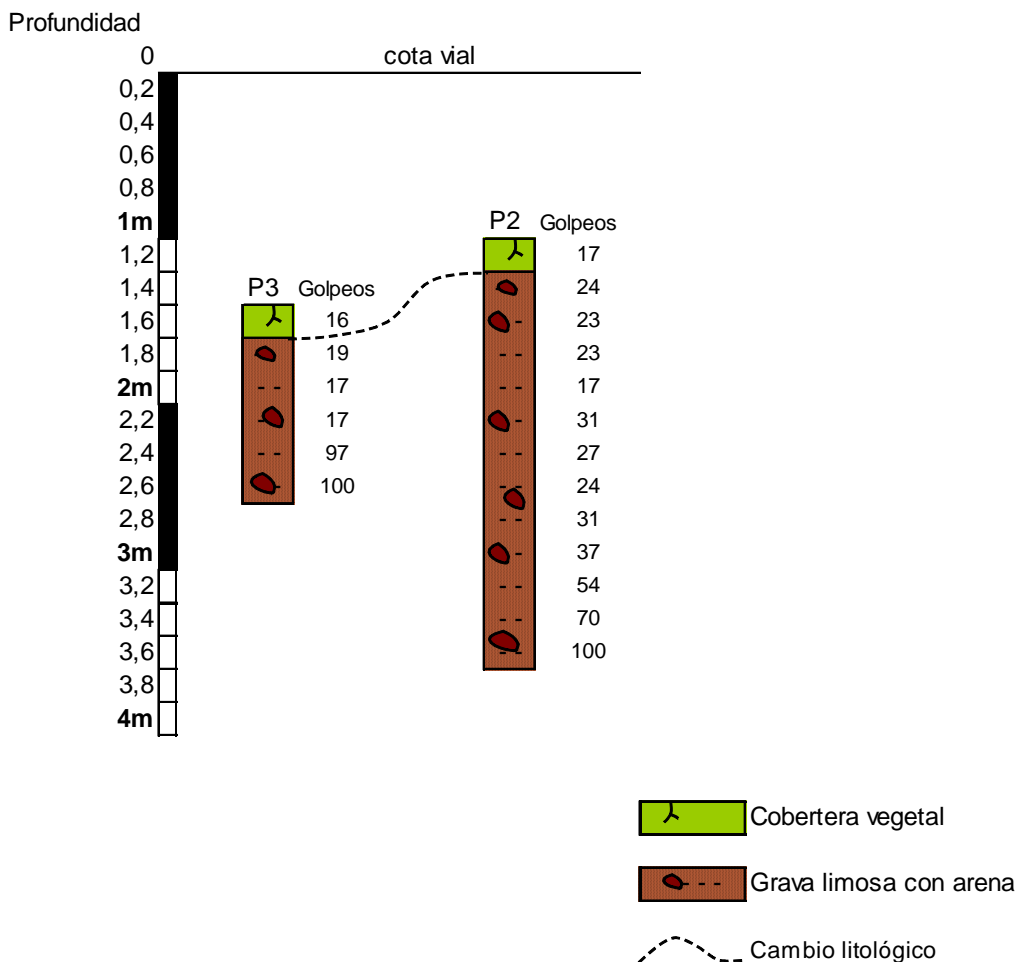 Profundidad
0 cota vial
0,2
0,4
0,6
0,8
1m P2 Golpeos
1,2 17
1,4 P3 Golpeos 24
1,6 16 23
1,8 19 23
2m 17 17
2,2 17 31
2,4 97 27
2,6 100 24
2,8 31
3m 37
3,2 54
3,4 70
3,6 100
3,8
4m
Cobertera vegetal
Grava limosa con arena
Cambio litológico